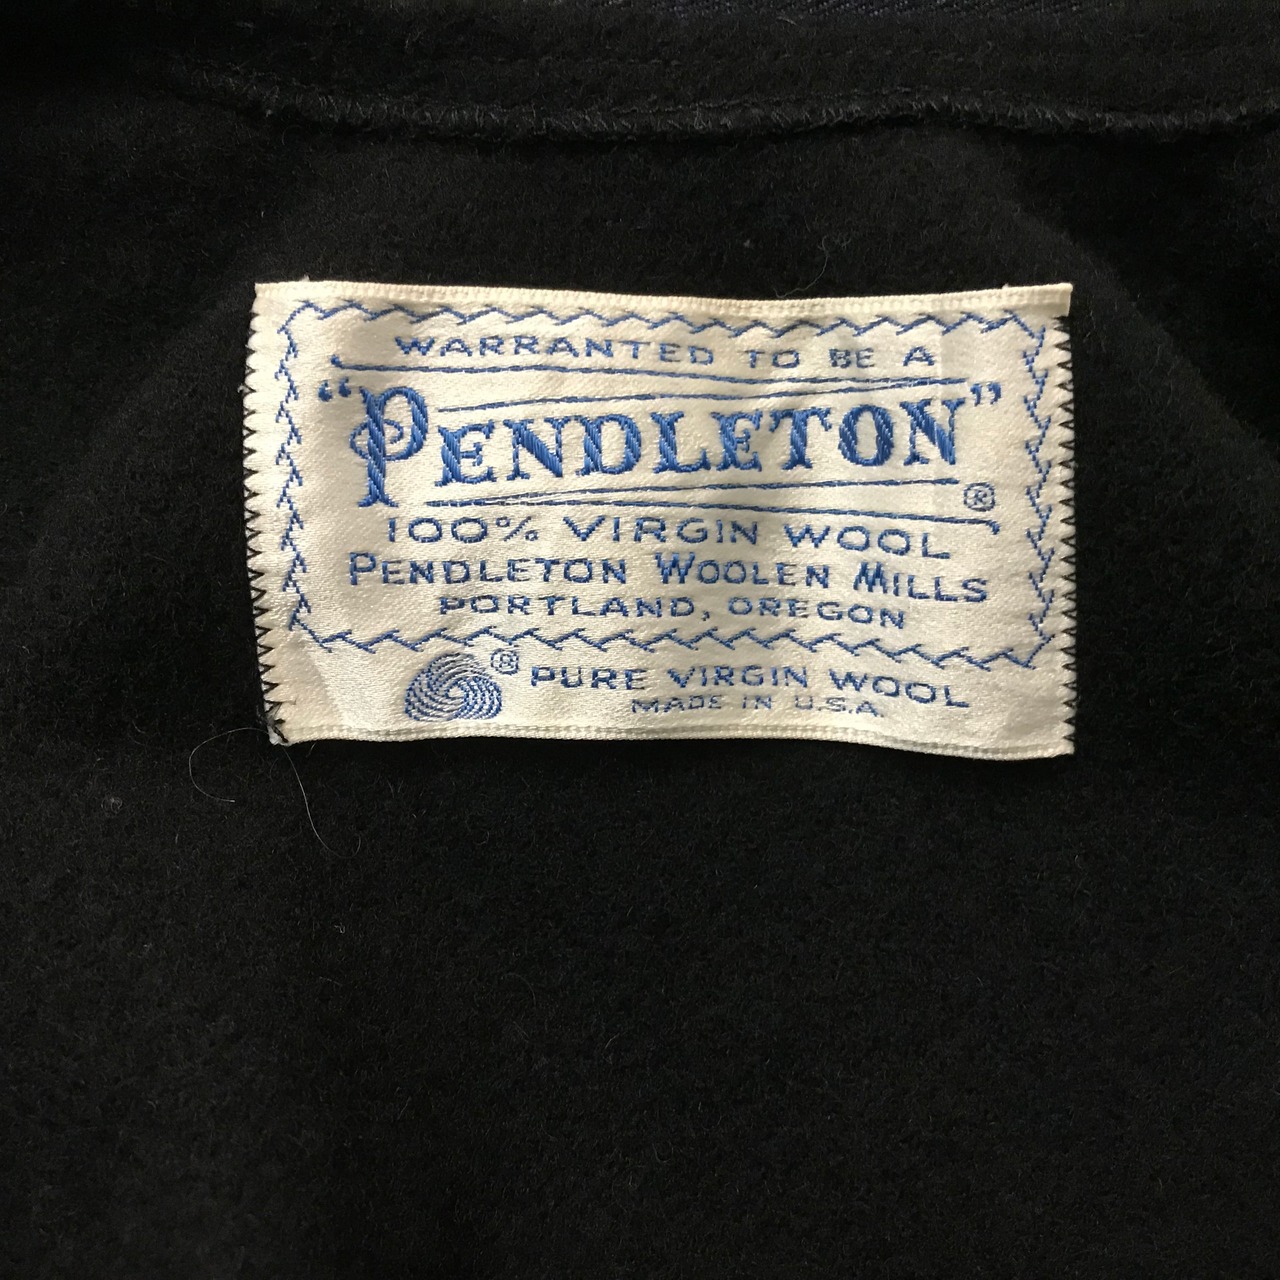 WARRANTED TO BE A
"PENDLETON"
®
100% VIRGIN WOOL
PENDLETON WOOLEN MILLS
PORTLAND, OREGON
® PURE VIRGIN WOOL
MADE IN U.S.A.